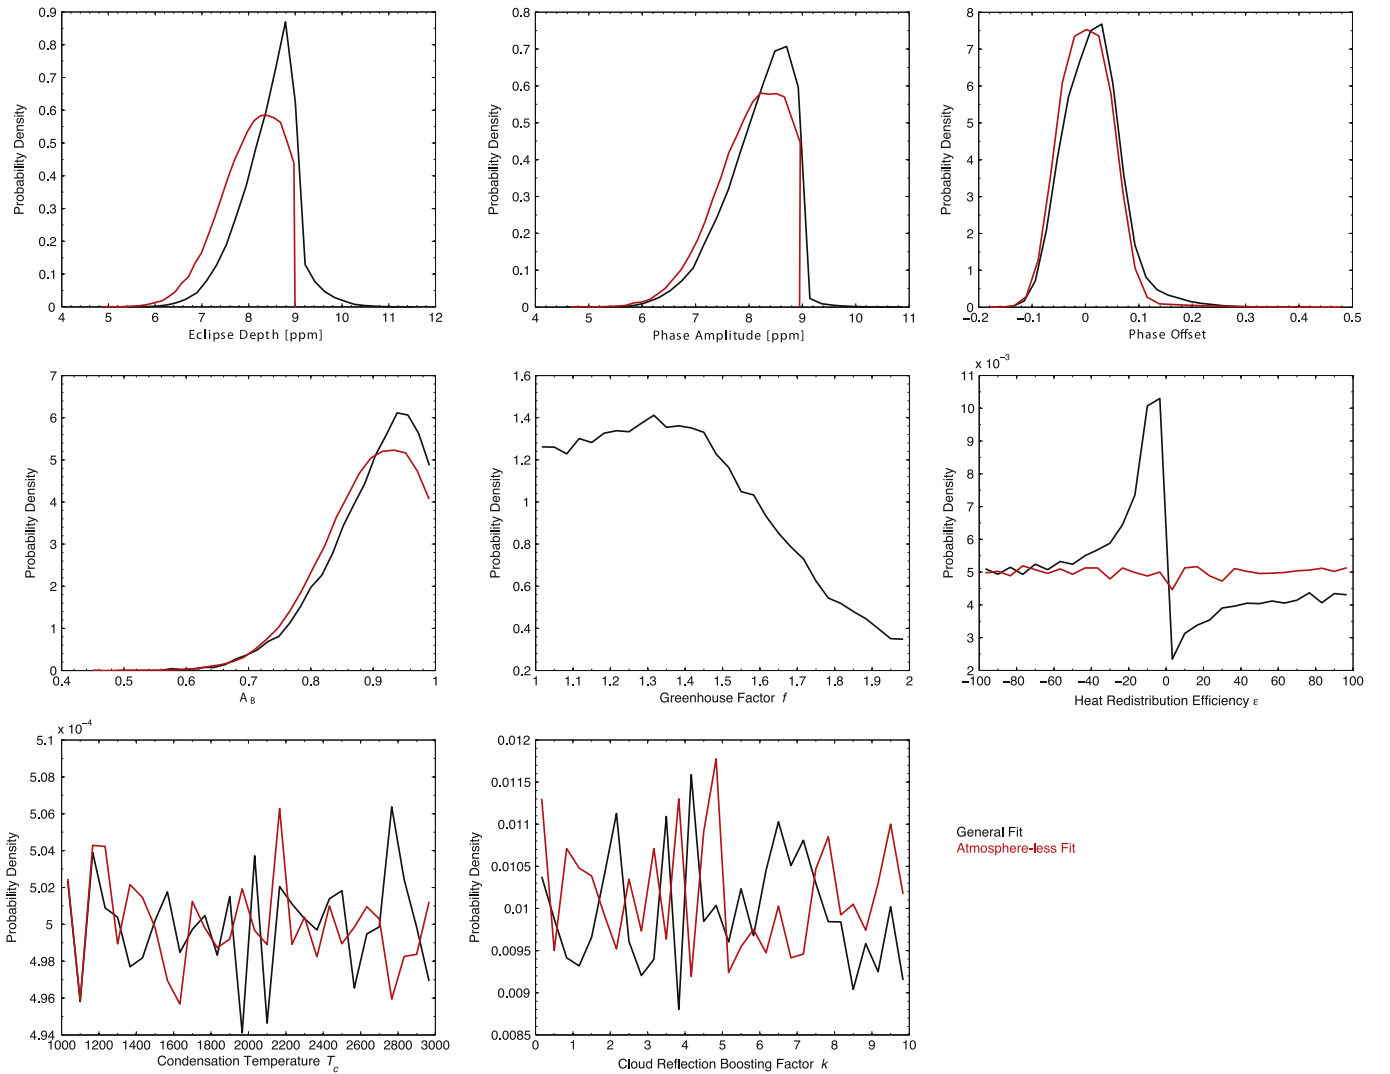 0.9
0.8
0.7
0.6
0.5
0.4
0.3
0.2
0.1
0
Probability Density
4 5 6 7 8 9 10 11 12
Eclipse Depth [ppm]
0.8
0.7
0.6
0.5
0.4
0.3
0.2
0.1
0
Probability Density
4 5 6 7 8 9 10 11
Phase Amplitude [ppm]
8
7
6
5
4
3
2
1
0
Probability Density
−0.2 −0.1 0 0.1 0.2 0.3 0.4 0.5
Phase Offset
7
6
5
4
3
2
1
0
Probability Density
0.4 0.5 0.6 0.7 0.8 0.9 1
A B
1.6
1.4
1.2
1
0.8
0.6
0.4
0.2
Probability Density
1 1.1 1.2 1.3 1.4 1.5 1.6 1.7 1.8 1.9 2
Greenhouse Factor f
x 10⁻³
11
10
9
8
7
6
5
4
3
2
Probability Density
−100 −80 −60 −40 −20 0 20 40 60 80 100
Heat Redistribution Efficiency ε
x 10⁻⁴
5.1
5.08
5.06
5.04
5.02
5
4.98
4.96
4.94
Probability Density
1000 1200 1400 1600 1800 2000 2200 2400 2600 2800 3000
Condensation Temperature T_c
0.012
0.0115
0.011
0.0105
0.01
0.0095
0.009
0.0085
Probability Density
0 1 2 3 4 5 6 7 8 9 10
Cloud Reflection Boosting Factor k
General Fit
Atmosphere-less Fit